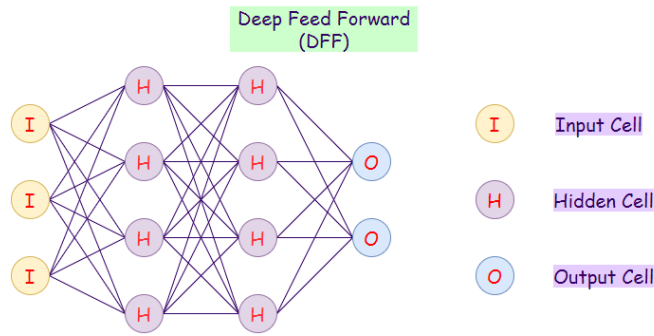 Deep Feed Forward
(DFF)
H H
I I Input Cell
H H O
I H Hidden Cell
H H O
I O Output Cell
H H